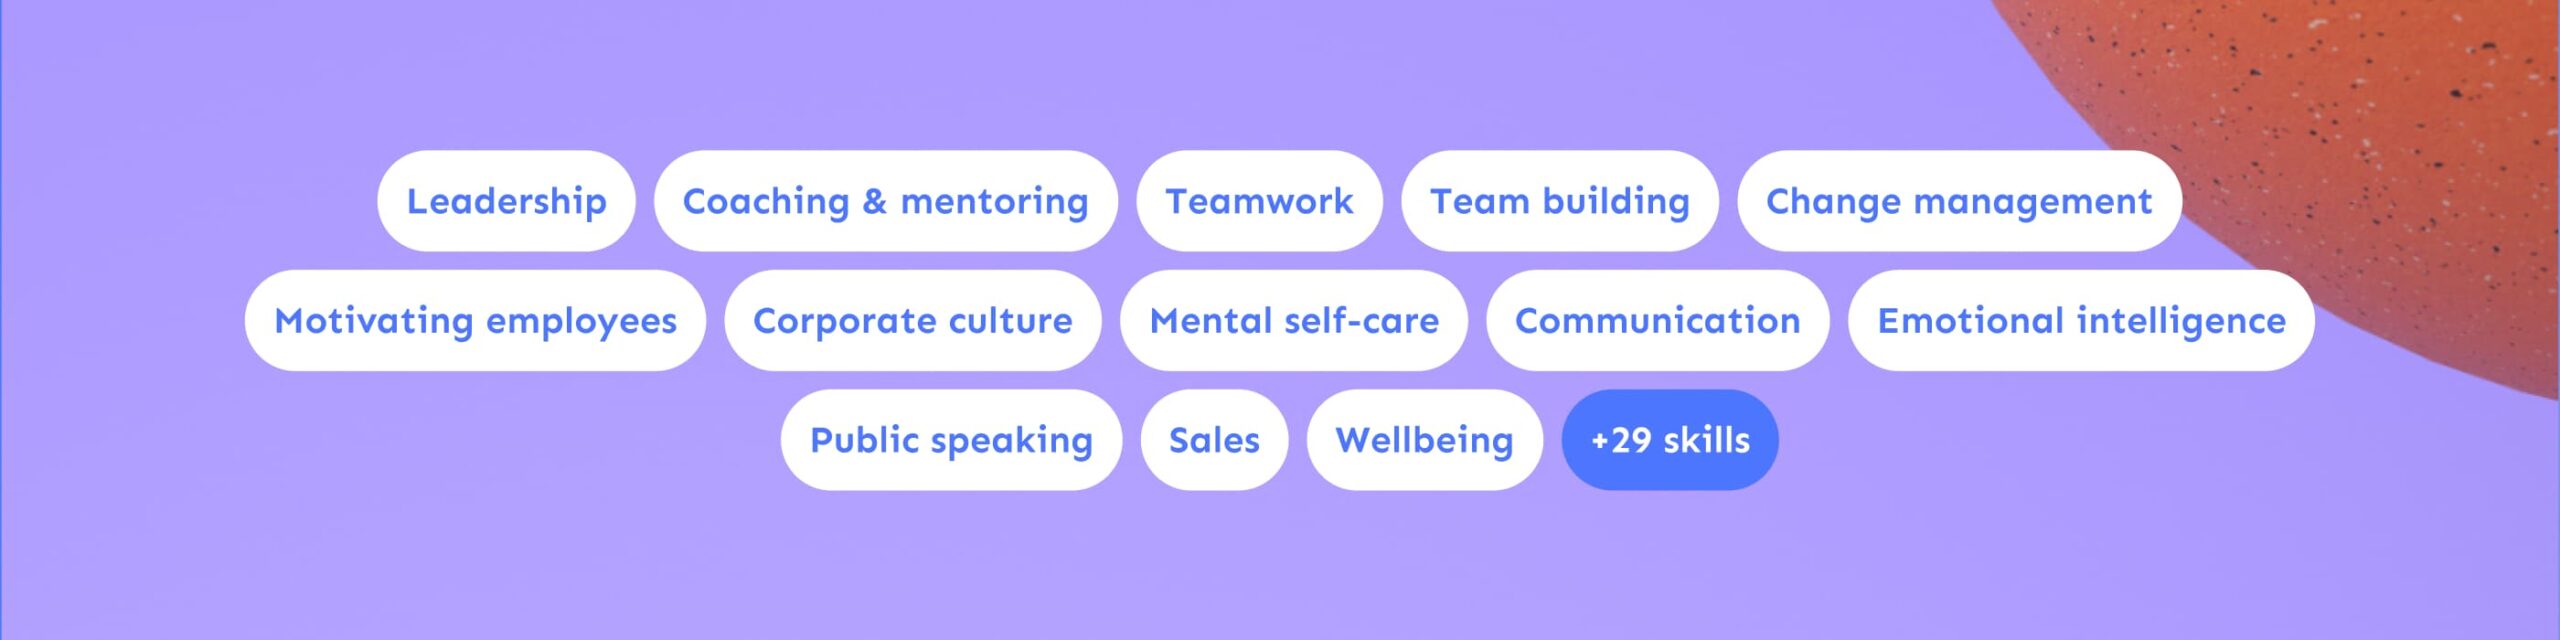 Leadership Coaching & mentoring Teamwork Team building Change management
Motivating employees Corporate culture Mental self-care Communication Emotional intelligence
Public speaking Sales Wellbeing +29 skills